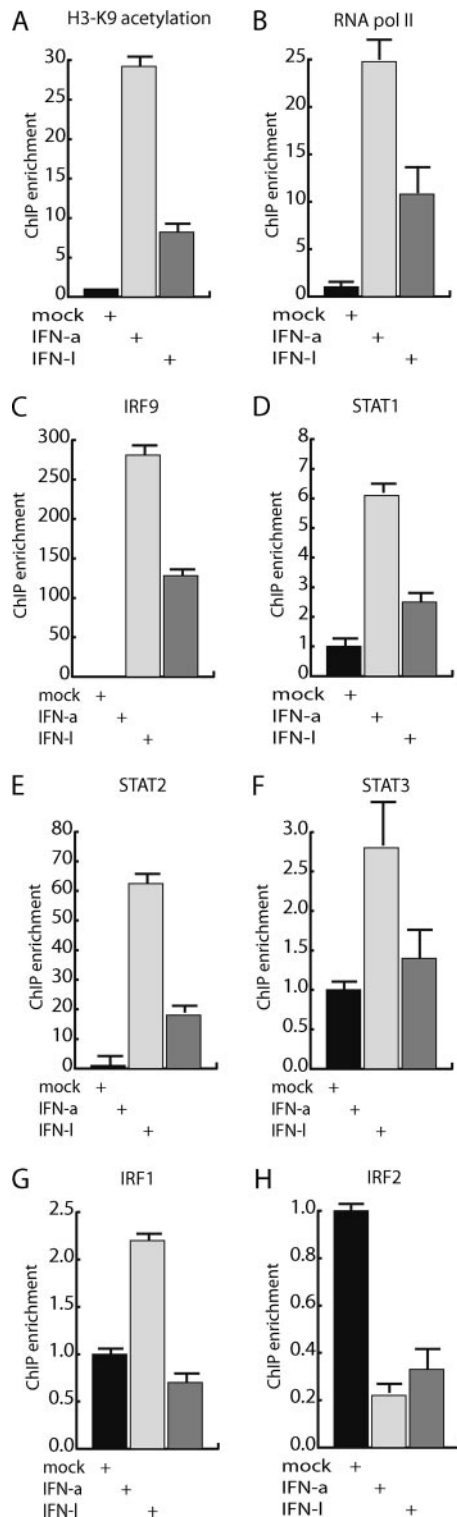 A
H3-K9 acetylation
30
25
20
15
10
5
0
ChIP enrichment
mock +
IFN-a +
IFN-I +
B
RNA pol II
25
20
15
10
5
0
ChIP enrichment
mock +
IFN-a +
IFN-I +
C
IRF9
300
250
200
150
100
50
0
ChIP enrichment
mock +
IFN-a +
IFN-I +
D
STAT1
8
7
6
5
4
3
2
1
0
ChIP enrichment
mock +
IFN-a +
IFN-I +
E
STAT2
80
70
60
50
40
30
20
10
0
ChIP enrichment
mock +
IFN-a +
IFN-I +
F
STAT3
3.0
2.5
2.0
1.5
1.0
0.5
0.0
ChIP enrichment
mock +
IFN-a +
IFN-I +
G
IRF1
2.5
2.0
1.5
1.0
0.5
0.0
ChIP enrichment
mock +
IFN-a +
IFN-I +
H
IRF2
1.0
0.8
0.6
0.4
0.2
0.0
ChIP enrichment
mock +
IFN-a +
IFN-I +